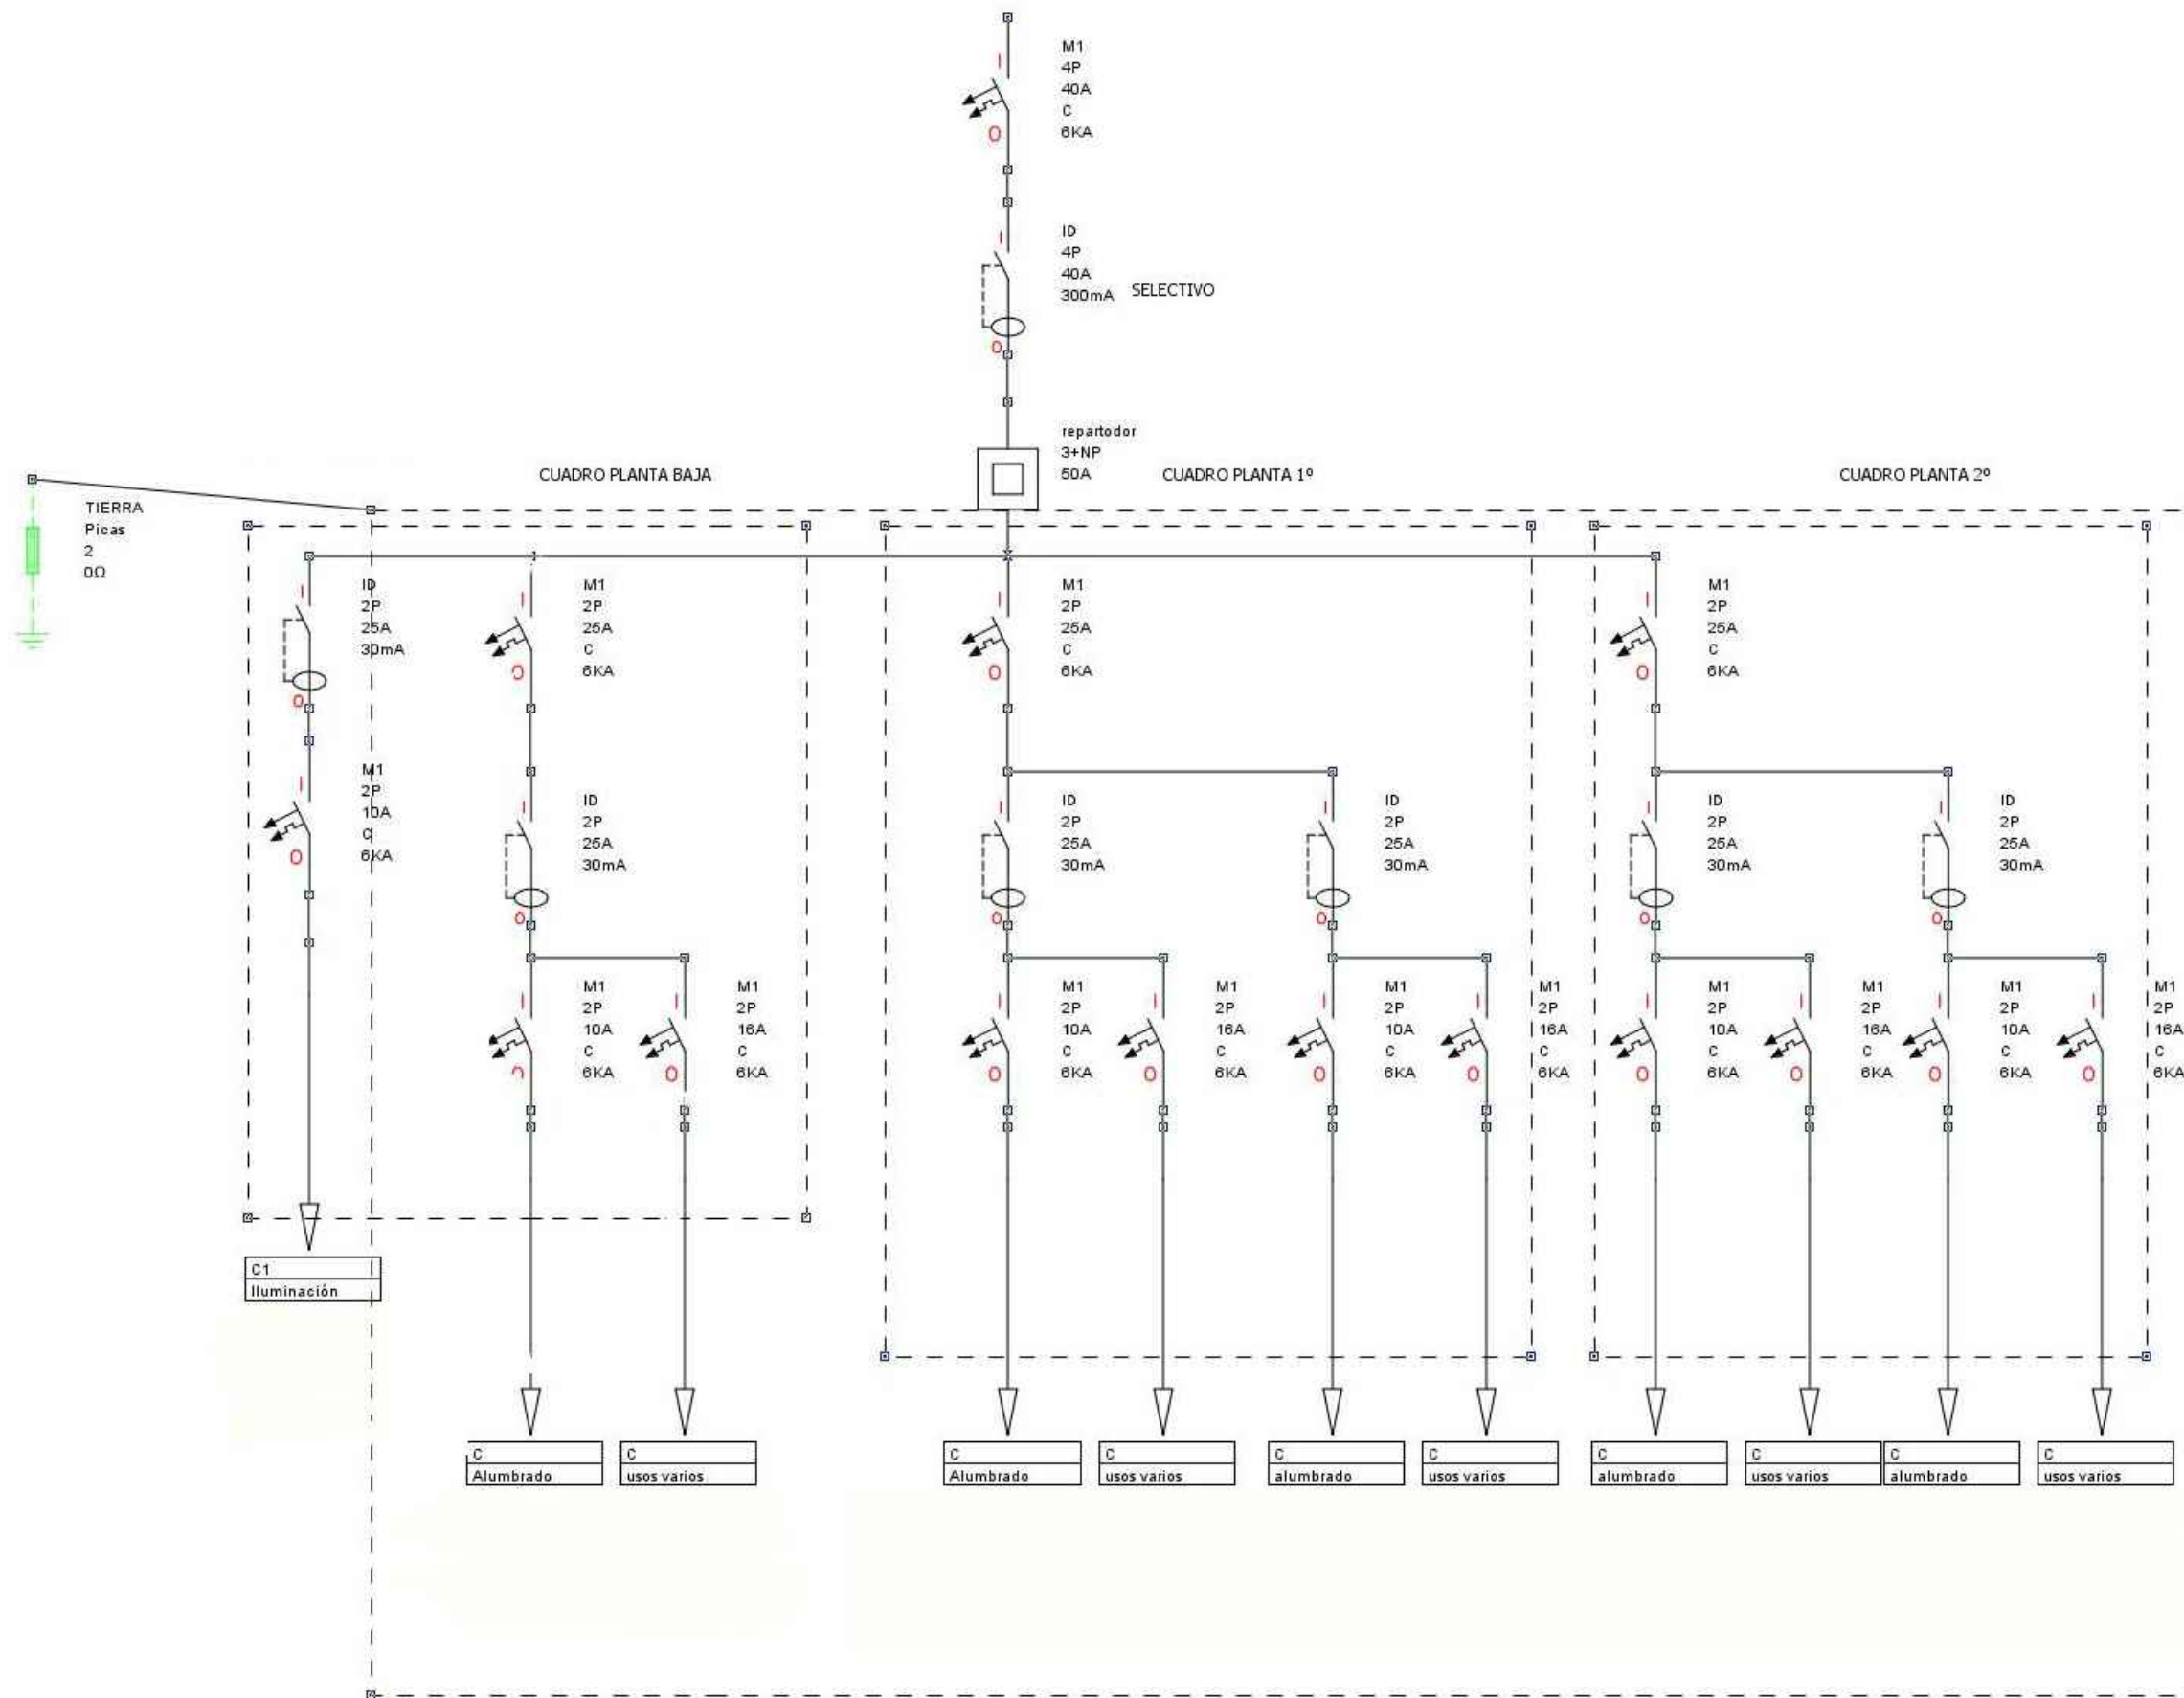 M1
4P
40A
C
6KA
ID
4P
40A
300mA
SELECTIVO
repartodor
3+NP
50A
CUADRO PLANTA BAJA
CUADRO PLANTA 1º
CUADRO PLANTA 2º
TIERRA
Picas
2
0Ω
ID
2P
25A
30mA
M1
2P
10A
C
6KA
M1
2P
25A
C
6KA
M1
2P
25A
C
6KA
M1
2P
25A
C
6KA
ID
2P
25A
30mA
ID
2P
25A
30mA
ID
2P
25A
30mA
ID
2P
25A
30mA
ID
2P
25A
30mA
M1
2P
10A
C
6KA
M1
2P
16A
C
6KA
M1
2P
10A
C
6KA
M1
2P
16A
C
6KA
M1
2P
10A
C
6KA
M1
2P
16A
C
6KA
M1
2P
10A
C
6KA
M1
2P
16A
C
6KA
M1
2P
10A
C
6KA
M1
2P
16A
C
6KA
C1
Iluminación
C
Alumbrado
C
usos varios
C
Alumbrado
C
usos varios
C
alumbrado
C
usos varios
C
alumbrado
C
usos varios
C
alumbrado
C
usos varios